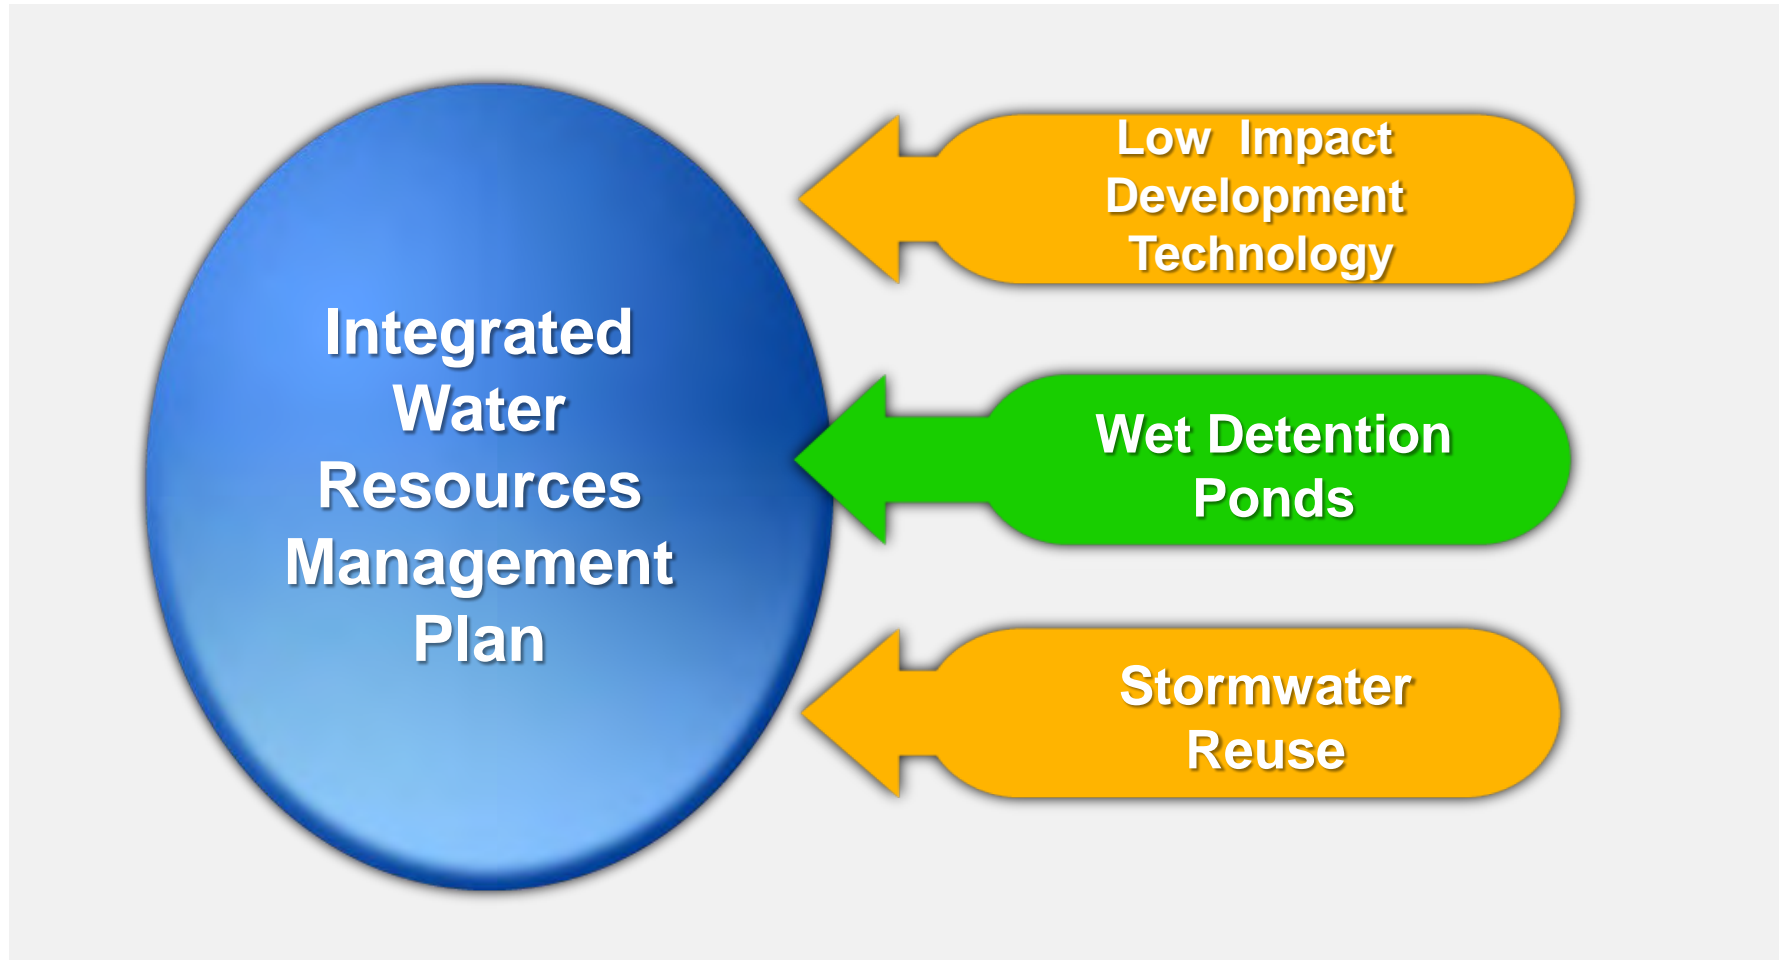 Integrated
Water
Resources
Management
Plan
Low Impact
Development
Technology
Wet Detention
Ponds
Stormwater
Reuse